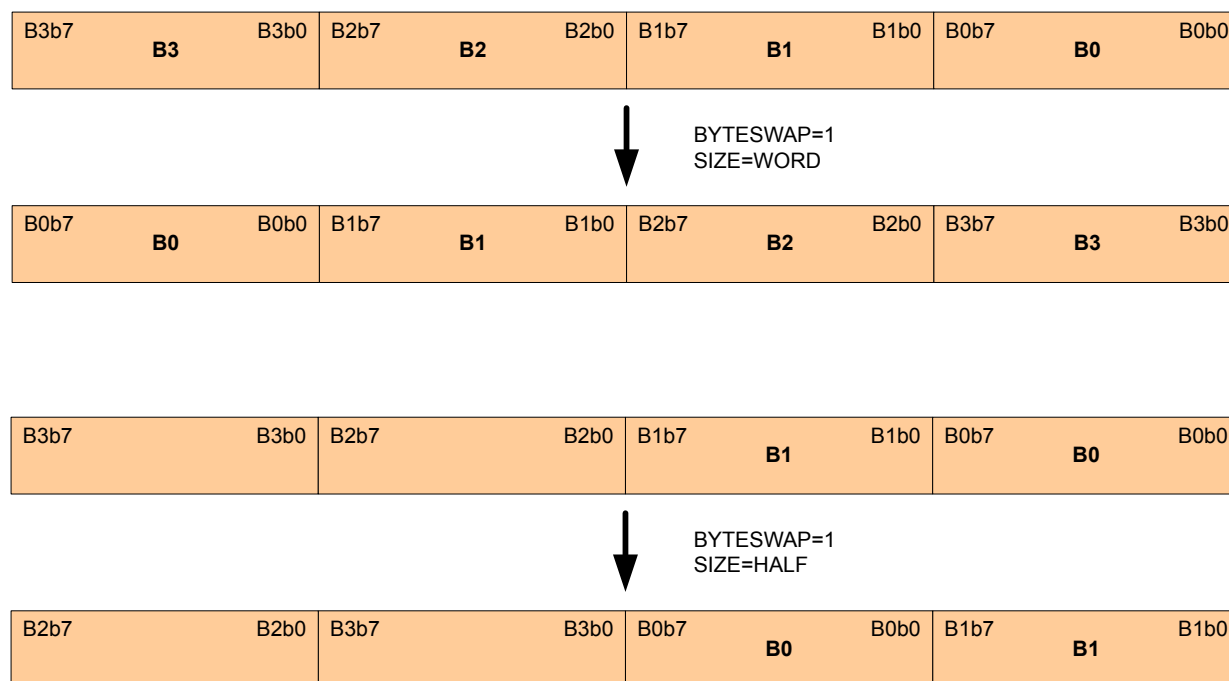 B3b7 B3 B3b0 B2b7 B2 B2b0 B1b7 B1 B1b0 B0b7 B0 B0b0
BYTESWAP=1
SIZE=WORD
B0b7 B0 B0b0 B1b7 B1 B1b0 B2b7 B2 B2b0 B3b7 B3 B3b0
B3b7 B3b0 B2b7 B2b0 B1b7 B1 B1b0 B0b7 B0 B0b0
BYTESWAP=1
SIZE=HALF
B2b7 B2b0 B3b7 B3b0 B0b7 B0 B0b0 B1b7 B1 B1b0